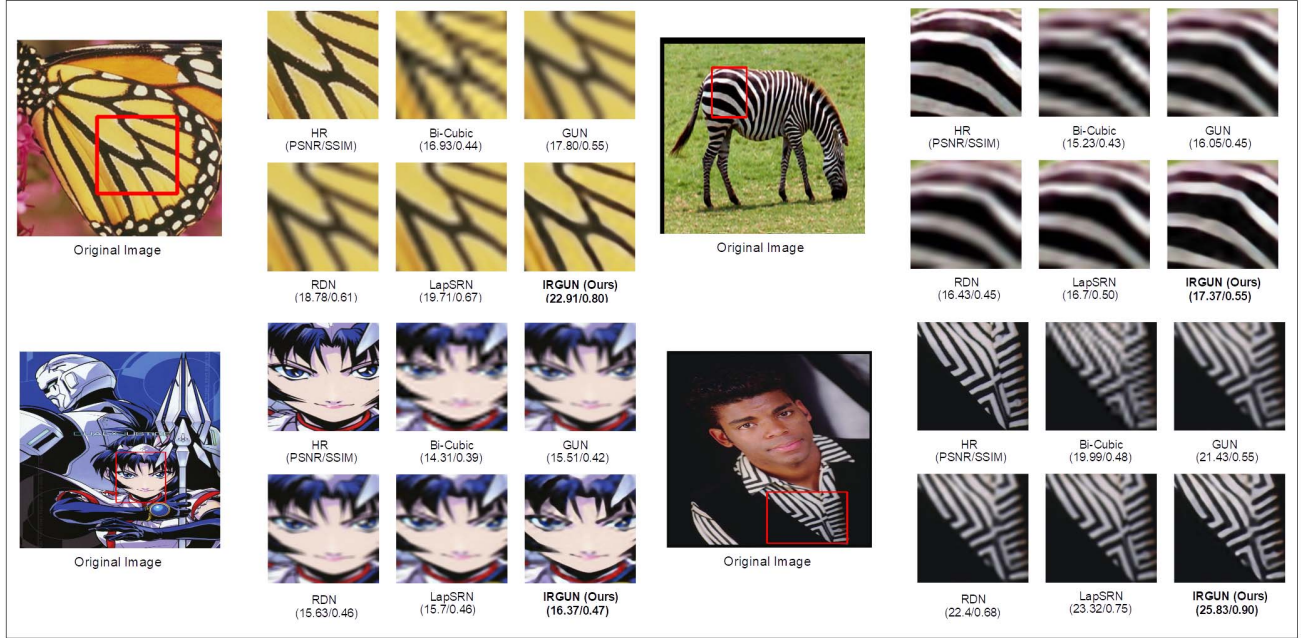 HR
(PSNR/SSIM)
Bi-Cubic
(16.93/0.44)
GUN
(17.80/0.55)
Original Image
RDN
(18.78/0.61)
LapSRN
(19.71/0.67)
IRGUN (Ours)
(22.91/0.80)
HR
(PSNR/SSIM)
Bi-Cubic
(15.23/0.43)
GUN
(16.05/0.45)
Original Image
RDN
(16.43/0.45)
LapSRN
(16.7/0.50)
IRGUN (Ours)
(17.37/0.55)
HR
(PSNR/SSIM)
Bi-Cubic
(14.31/0.39)
GUN
(15.51/0.42)
Original Image
RDN
(15.63/0.46)
LapSRN
(15.7/0.46)
IRGUN (Ours)
(16.37/0.47)
HR
(PSNR/SSIM)
Bi-Cubic
(19.99/0.48)
GUN
(21.43/0.55)
Original Image
RDN
(22.4/0.68)
LapSRN
(23.32/0.75)
IRGUN (Ours)
(25.83/0.90)